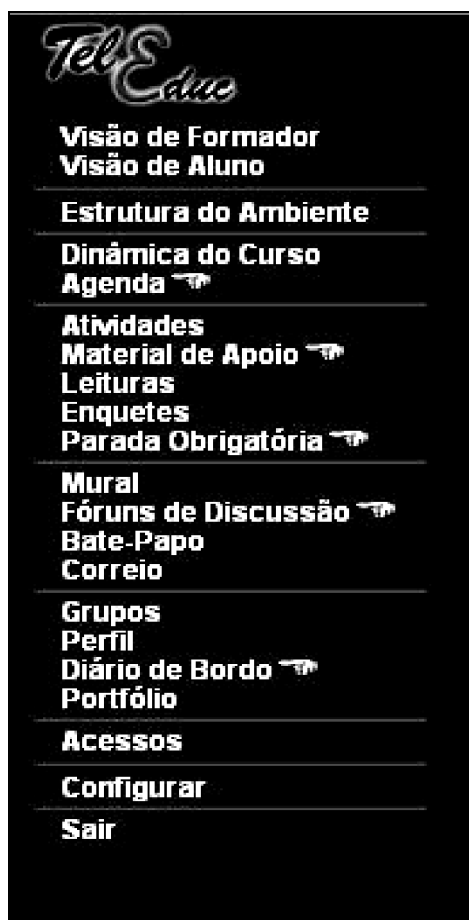 TelEduc
Visão de Formador
Visão de Aluno
Estrutura do Ambiente
Dinâmica do Curso
Agenda
Atividades
Material de Apoio
Leituras
Enquetes
Parada Obrigatória
Mural
Fóruns de Discussão
Bate-Papo
Correio
Grupos
Perfil
Diário de Bordo
Portfólio
Acessos
Configurar
Sair